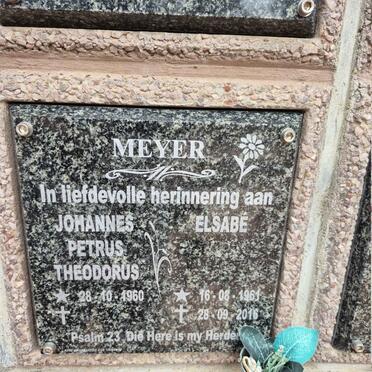 MEYER
In liefdevolle herinnering aan
JOHANNES ELSABÉ
PETRUS
THEODORUS
28-10-1960 16-08-1961
28-09-2016
Psalm 23 Die Here is my Herder